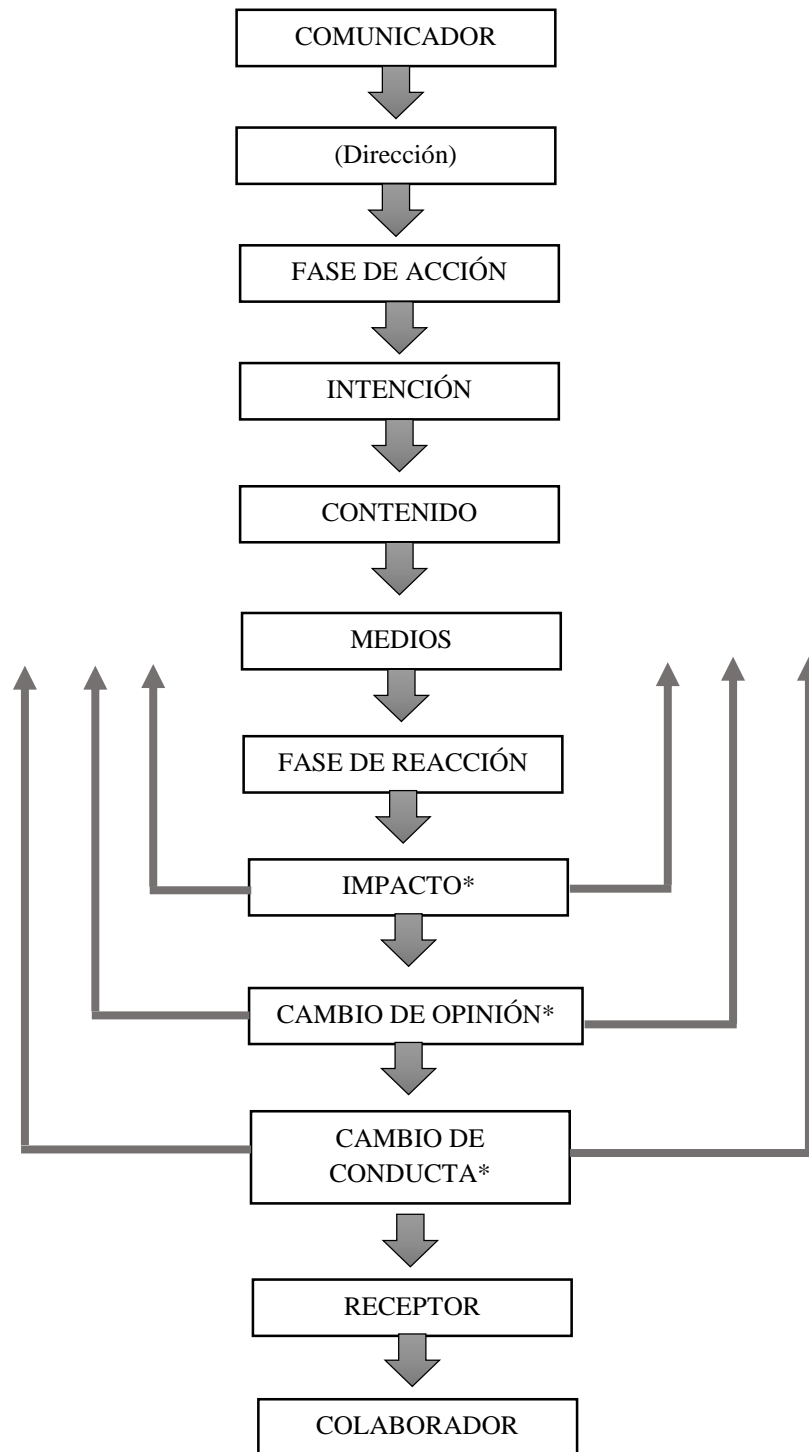 COMUNICADOR
(Dirección)
FASE DE ACCIÓN
INTENCIÓN
CONTENIDO
MEDIOS
FASE DE REACCIÓN
IMPACTO*
CAMBIO DE OPINIÓN*
CAMBIO DE
CONDUCTA*
RECEPTOR
COLABORADOR